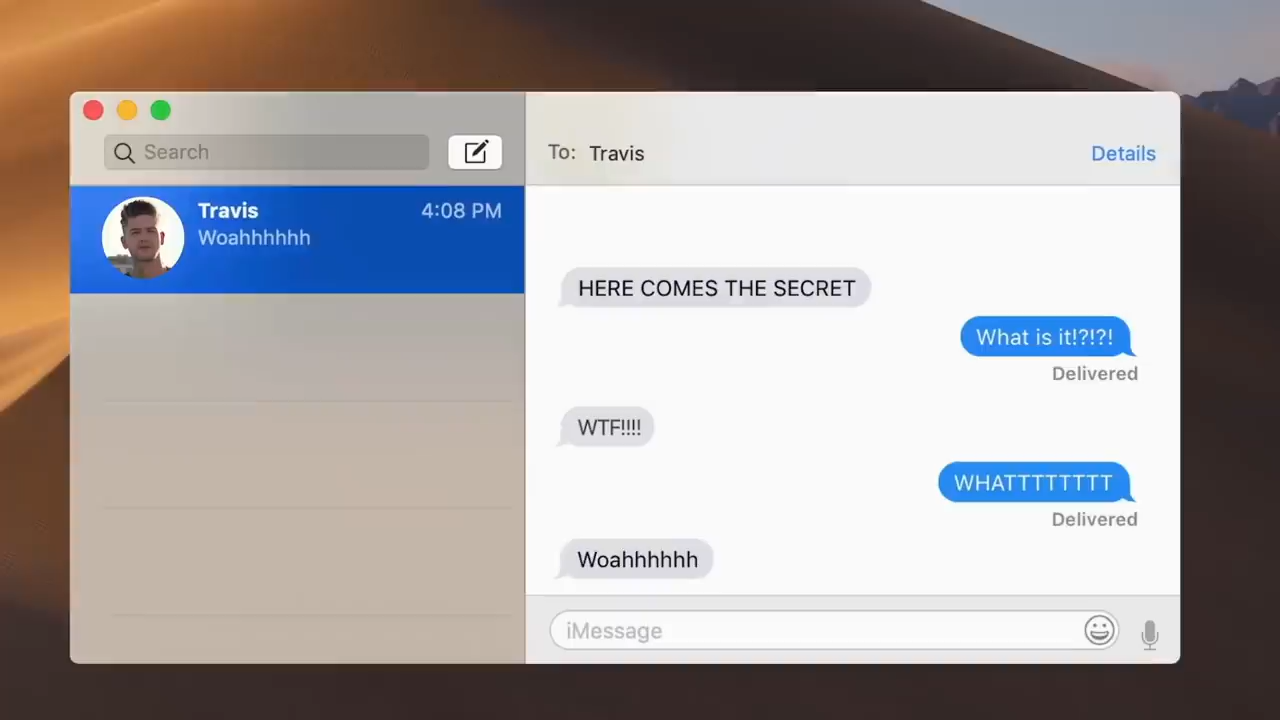 Search
Travis
4:08 PM
Woahhhhhh
To: Travis
Details
HERE COMES THE SECRET
What is it!?!?!
Delivered
WTF!!!!
WHATTTTTTTT
Delivered
Woahhhhhh
iMessage